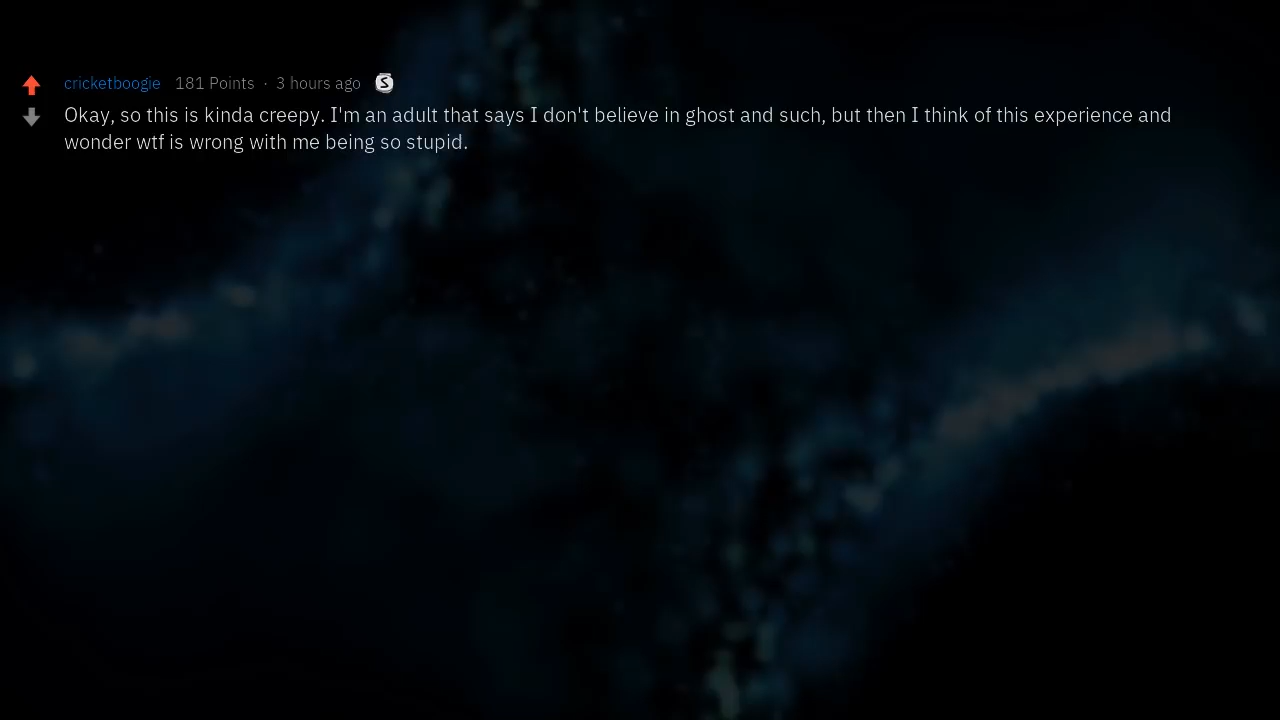 cricketboogie 181 Points · 3 hours ago S
Okay, so this is kinda creepy. I'm an adult that says I don't believe in ghost and such, but then I think of this experience and
wonder wtf is wrong with me being so stupid.